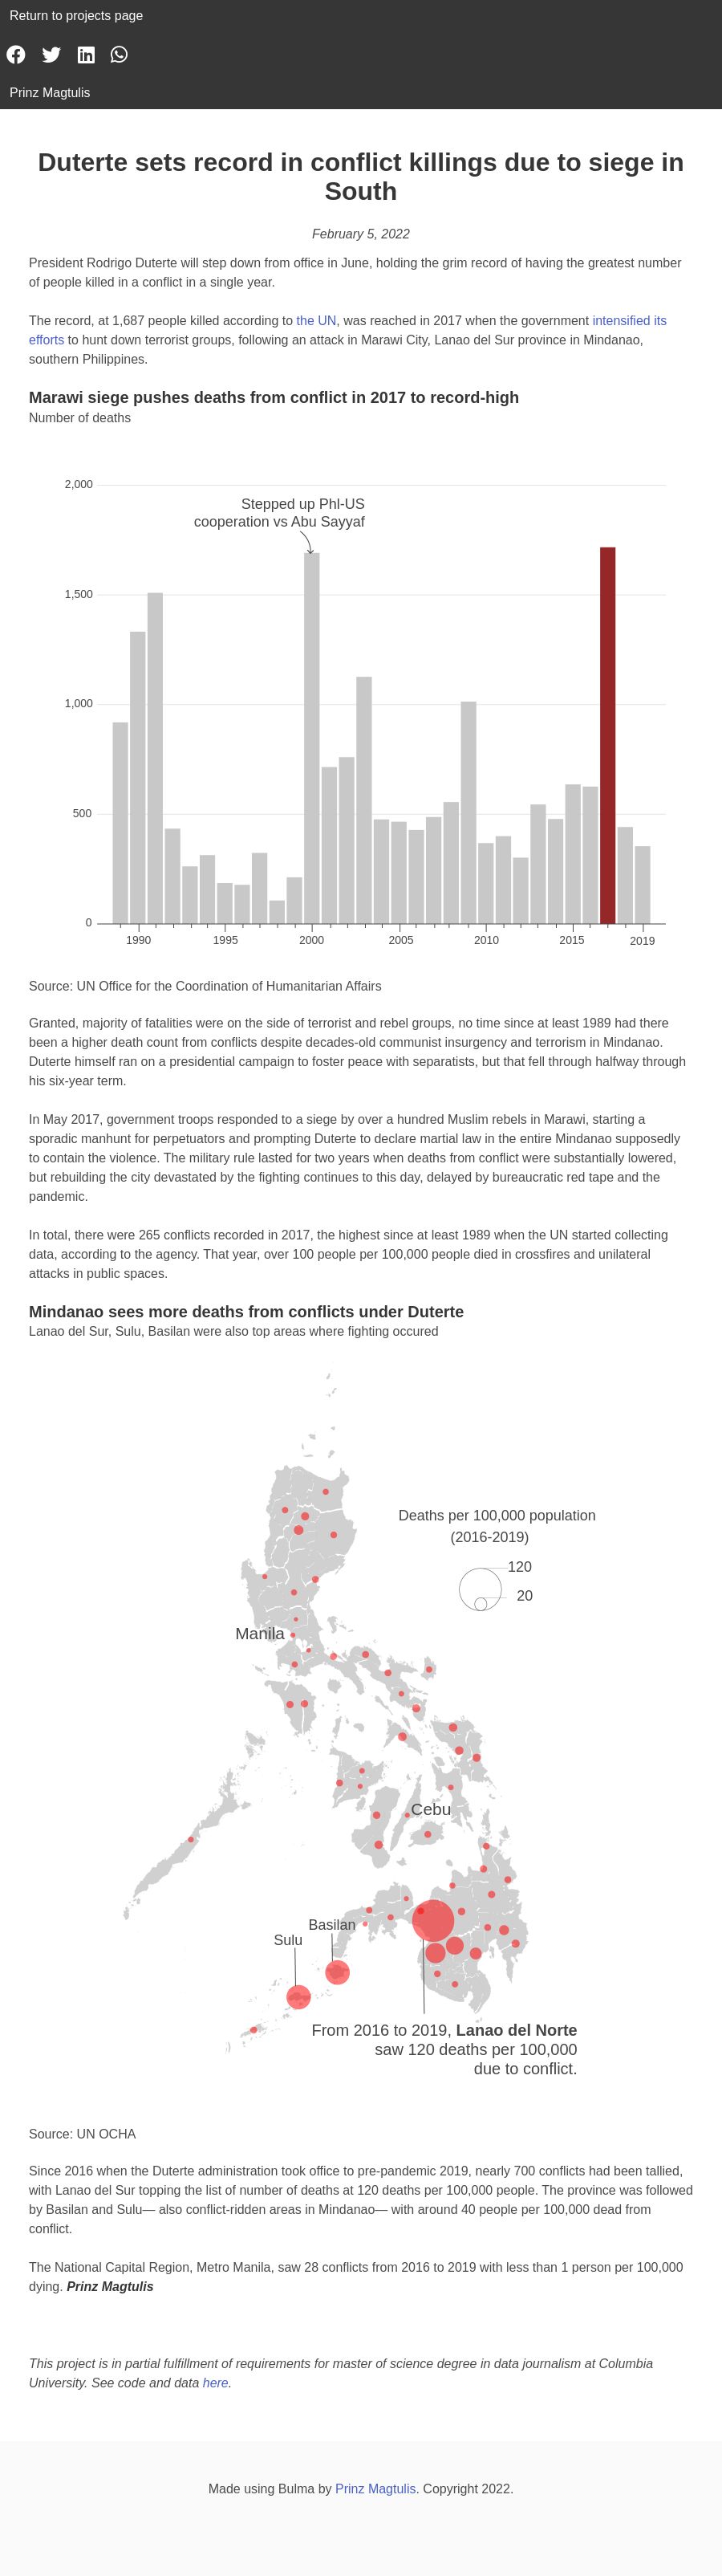 Return to projects page
Prinz Magtulis
Duterte sets record in conflict killings due to siege in
South
February 5, 2022
President Rodrigo Duterte will step down from office in June, holding the grim record of having the greatest number
of people killed in a conflict in a single year.
The record, at 1,687 people killed according to the UN, was reached in 2017 when the government intensified its
efforts to hunt down terrorist groups, following an attack in Marawi City, Lanao del Sur province in Mindanao,
southern Philippines.
Marawi siege pushes deaths from conflict in 2017 to record-high
Number of deaths
2,000
Stepped up Phl-US
cooperation vs Abu Sayyaf
1,500
1,000
500
0
1990 1995 2000 2005 2010 2015 2019
Source: UN Office for the Coordination of Humanitarian Affairs
Granted, majority of fatalities were on the side of terrorist and rebel groups, no time since at least 1989 had there
been a higher death count from conflicts despite decades-old communist insurgency and terrorism in Mindanao.
Duterte himself ran on a presidential campaign to foster peace with separatists, but that fell through halfway through
his six-year term.
In May 2017, government troops responded to a siege by over a hundred Muslim rebels in Marawi, starting a
sporadic manhunt for perpetuators and prompting Duterte to declare martial law in the entire Mindanao supposedly
to contain the violence. The military rule lasted for two years when deaths from conflict were substantially lowered,
but rebuilding the city devastated by the fighting continues to this day, delayed by bureaucratic red tape and the
pandemic.
In total, there were 265 conflicts recorded in 2017, the highest since at least 1989 when the UN started collecting
data, according to the agency. That year, over 100 people per 100,000 people died in crossfires and unilateral
attacks in public spaces.
Mindanao sees more deaths from conflicts under Duterte
Lanao del Sur, Sulu, Basilan were also top areas where fighting occured
Deaths per 100,000 population
(2016-2019)
120
20
Manila
Cebu
Basilan
Sulu
From 2016 to 2019, Lanao del Norte
saw 120 deaths per 100,000
due to conflict.
Source: UN OCHA
Since 2016 when the Duterte administration took office to pre-pandemic 2019, nearly 700 conflicts had been tallied,
with Lanao del Sur topping the list of number of deaths at 120 deaths per 100,000 people. The province was followed
by Basilan and Sulu— also conflict-ridden areas in Mindanao— with around 40 people per 100,000 dead from
conflict.
The National Capital Region, Metro Manila, saw 28 conflicts from 2016 to 2019 with less than 1 person per 100,000
dying. Prinz Magtulis
This project is in partial fulfillment of requirements for master of science degree in data journalism at Columbia
University. See code and data here.
Made using Bulma by Prinz Magtulis. Copyright 2022.